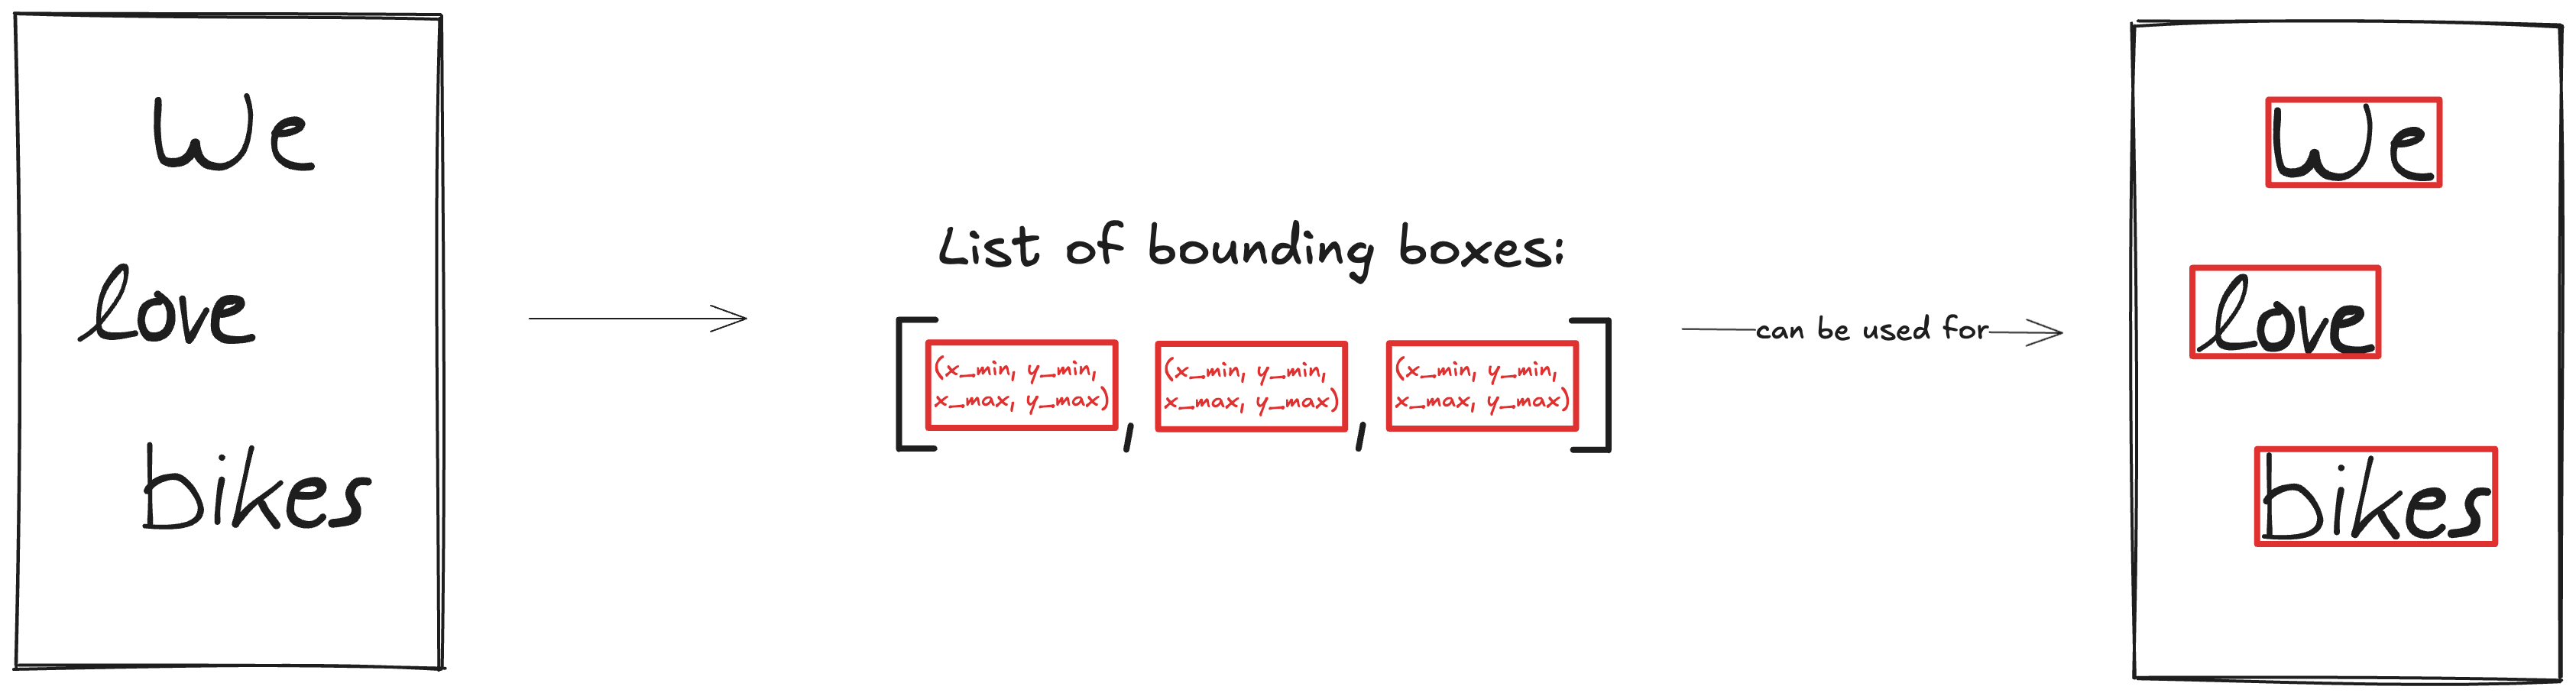 We
love
bikes
List of bounding boxes:
[(x_min, y_min,
x_max, y_max), (x_min, y_min,
x_max, y_max), (x_min, y_min,
x_max, y_max)]
can be used for
We
love
bikes